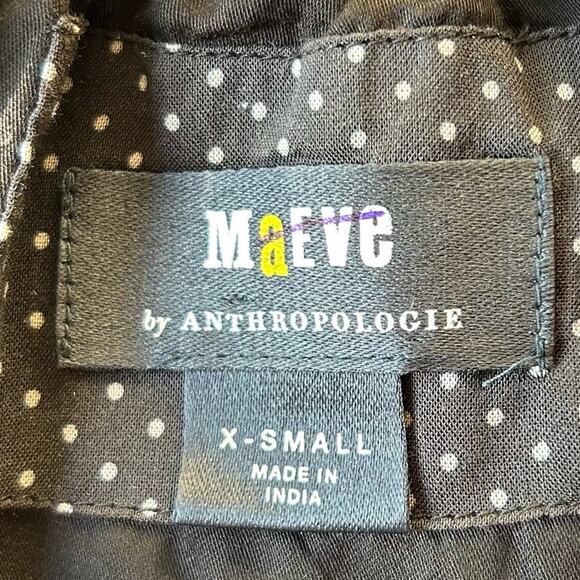 MaEVe
by ANTHROPOLOGIE
X-SMALL
MADE IN
INDIA